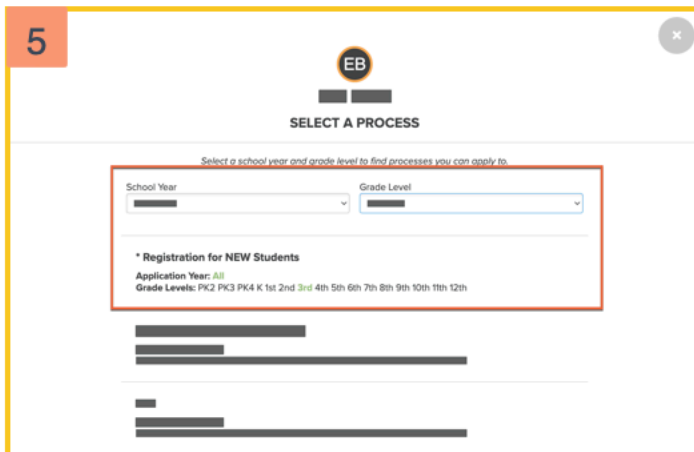 5
×
EB
SELECT A PROCESS
Select a school year and grade level to find processes you can apply to.
School Year Grade Level
* Registration for NEW Students
Application Year: All
Grade Levels: PK2 PK3 PK4 K 1st 2nd 3rd 4th 5th 6th 7th 8th 9th 10th 11th 12th